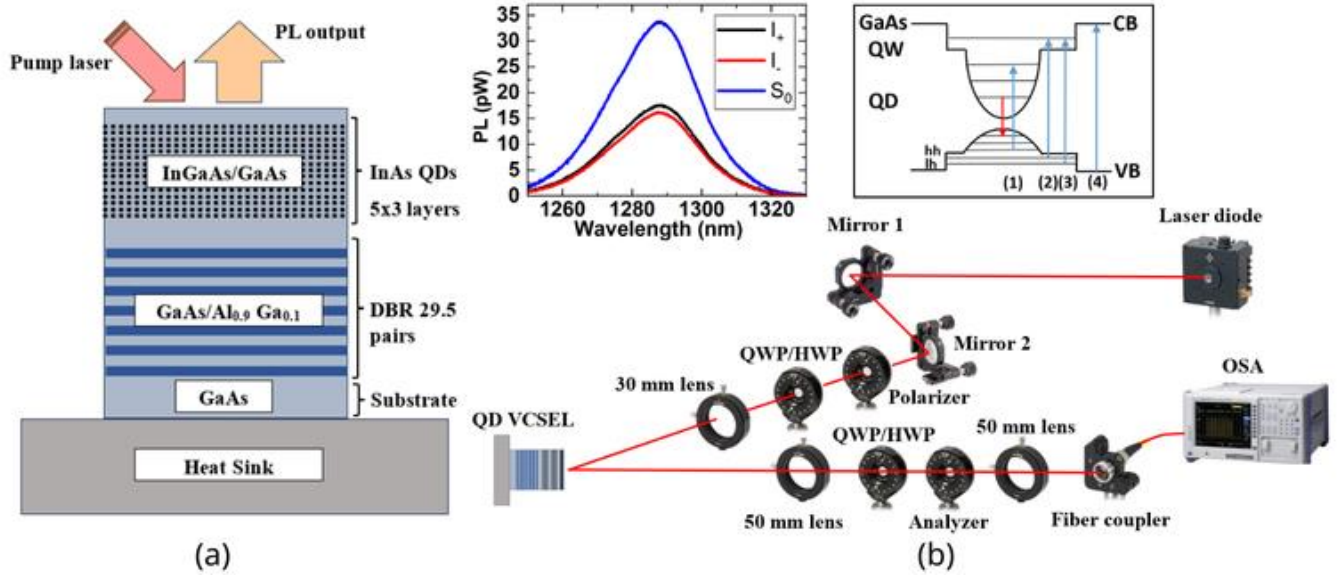 Pump laser
PL output
InGaAs/GaAs
InAs QDs
5x3 layers
GaAs/Al0.9 Ga0.1
DBR 29.5
pairs
GaAs
Substrate
Heat Sink
(a)
PL (pW)
35
30
25
20
15
10
5
0
I+
I-
S0
1260
1280
1300
1320
Wavelength (nm)
GaAs
CB
QW
QD
hh
lh
VB
(1)
(2)
(3)
(4)
Mirror 1
Laser diode
Mirror 2
QWP/HWP
30 mm lens
Polarizer
OSA
QD VCSEL
QWP/HWP
50 mm lens
50 mm lens
Analyzer
Fiber coupler
(b)